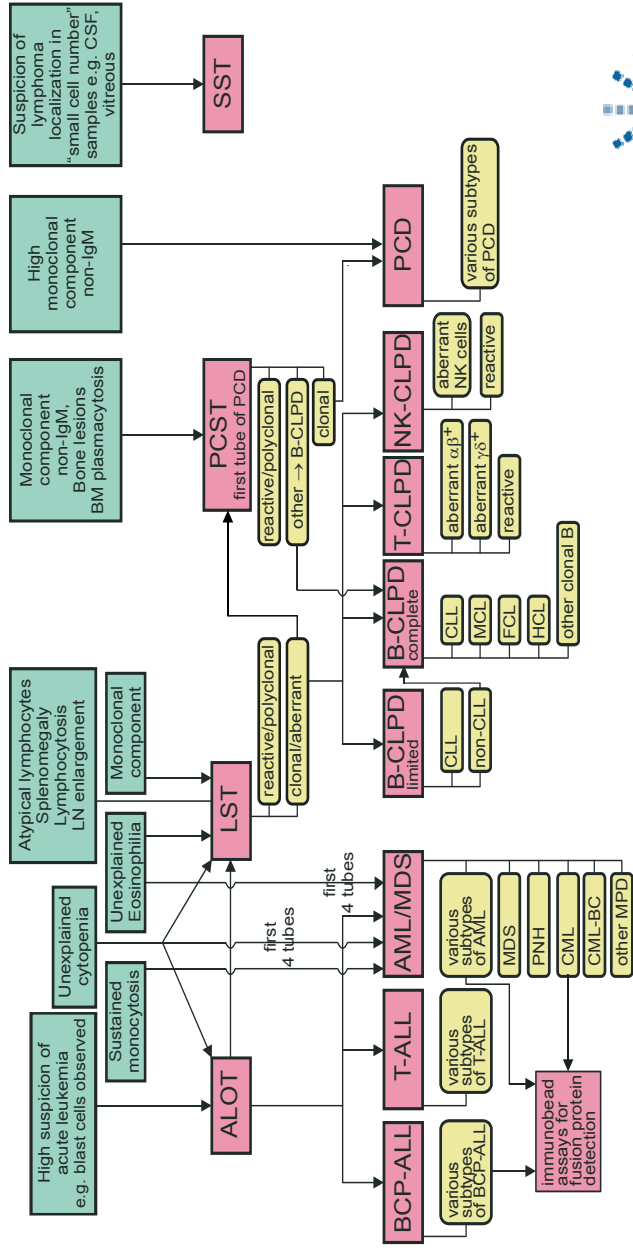 High suspicion of
acute leukemia
e.g. blast cells observed
Unexplained
cytopenia
Sustained
monocytosis
Atypical lymphocytes
Splenomegaly
Lymphocytosis
LN enlargement
Unexplained
Eosinophilia
Monoclonal
component
Monoclonal
component
non-IgM,
Bone lesions
BM plasmacytosis
High
monoclonal
component
non-IgM
Suspicion of
lymphoma
localization in
“small cell number”
samples e.g. CSF,
vitreous
ALOT
LST
PCST
first tube of PCD
SST
reactive/polyclonal
clonal/aberrant
reactive/polyclonal
other → B-CLPD
clonal
first
4 tubes
first
4 tubes
BCP-ALL
T-ALL
AML/MDS
B-CLPD
limited
B-CLPD
complete
T-CLPD
NK-CLPD
PCD
various
subtypes
of BCP-ALL
various
subtypes
of T-ALL
various
subtypes
of AML
MDS
PNH
CML
CML-BC
other MPD
CLL
non-CLL
CLL
MCL
FCL
HCL
other clonal B
aberrant αβ+
aberrant γδ+
reactive
aberrant
NK cells
reactive
various subtypes
of PCD
immunobead
assays for
fusion protein
detection